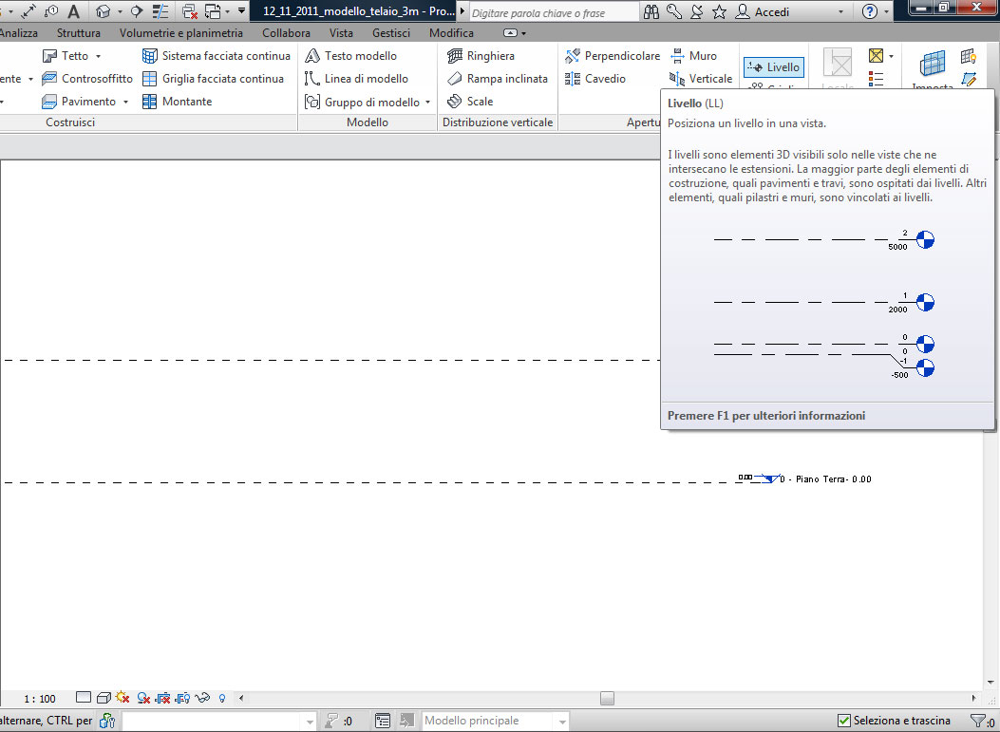 12_11_2011_modello_telaio_3m - Pro...
Digitare parola chiave o frase
Accedi
Analizza Struttura Volumetrie e planimetria Collabora Vista Gestisci Modifica
Tetto Sistema facciata continua Testo modello Ringhiera Perpendicolare Muro
ente Controsoffitto Griglia facciata continua Linea di modello Rampa inclinata Cavedio Verticale Livello
Pavimento Montante Gruppo di modello Scale
Costruisci Modello Distribuzione verticale Apertu
Livello (LL)
Posiziona un livello in una vista.
I livelli sono elementi 3D visibili solo nelle viste che ne
intersecano le estensioni. La maggior parte degli elementi di
costruzione, quali pavimenti e travi, sono ospitati dai livelli. Altri
elementi, quali pilastri e muri, sono vincolati ai livelli.
2
5000
1
2000
0
0
-1
-500
Premere F1 per ulteriori informazioni
0.00 0 - Piano Terra- 0.00
1 : 100
alternare, CTRL per :0 Modello principale Seleziona e trascina :0